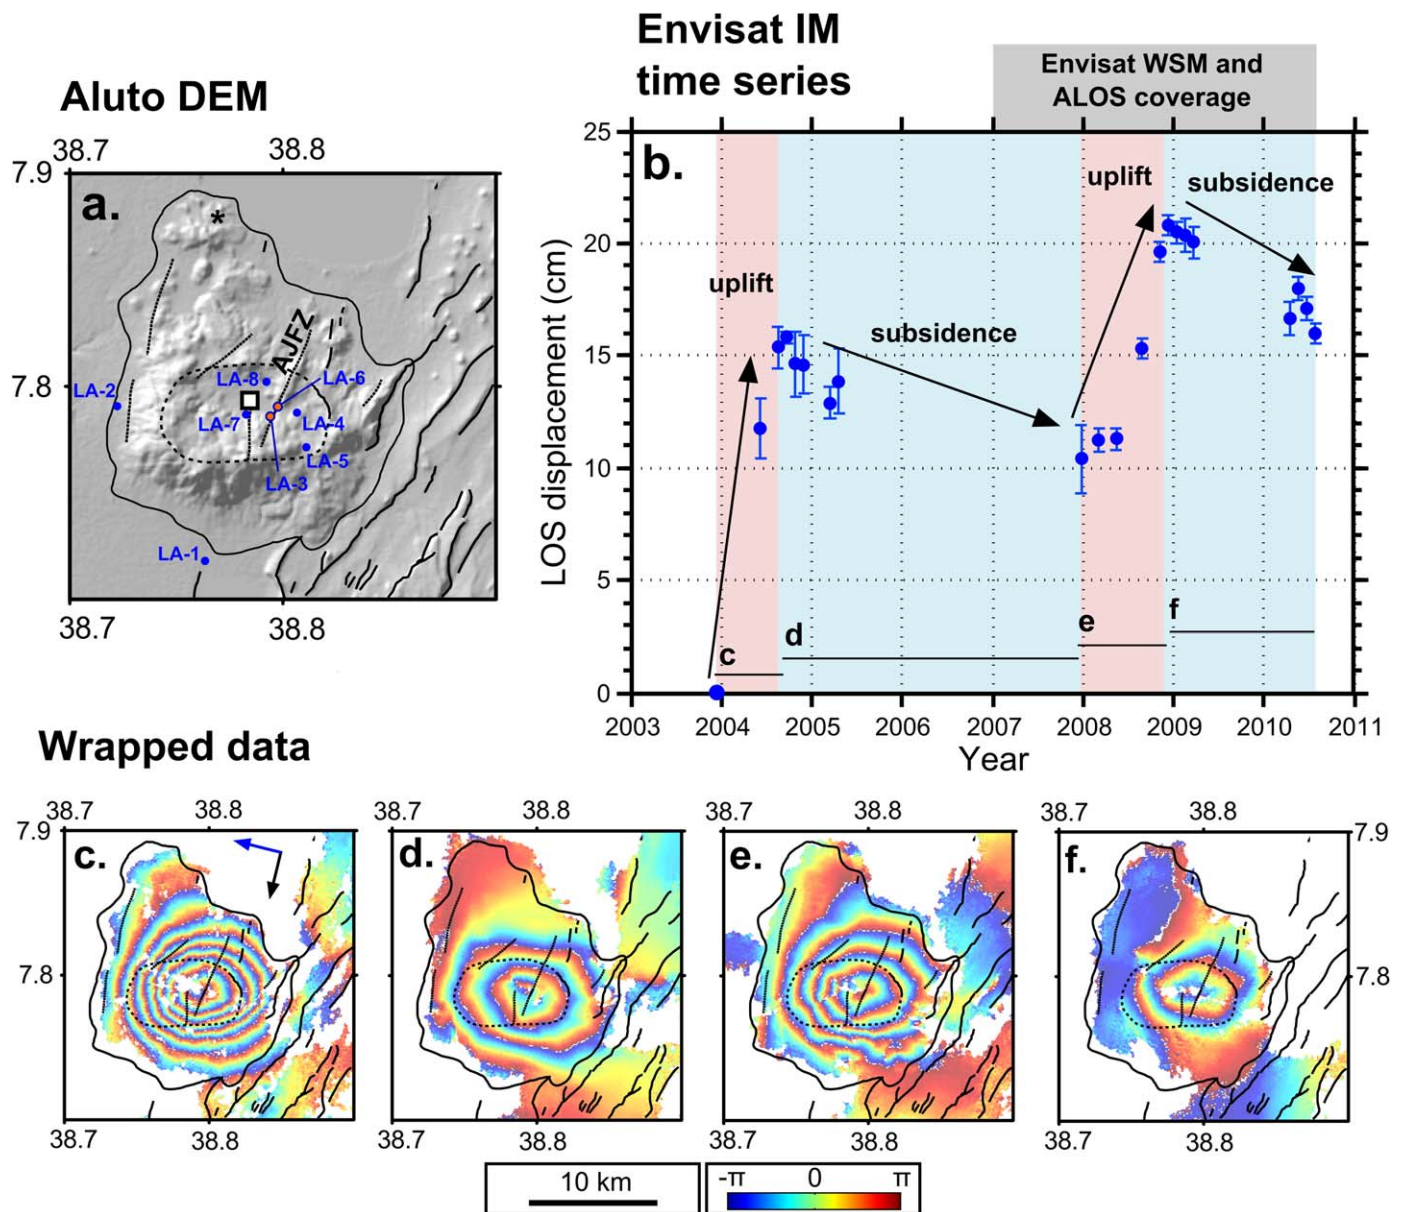 Envisat IM
time series
Envisat WSM and
ALOS coverage
Aluto DEM
38.7 38.8
7.9
7.8
a.
*
AJFZ
LA-8
LA-6
LA-2
LA-7
LA-4
LA-5
LA-3
LA-1
38.7 38.8
b.
25
20
15
10
5
0
LOS displacement (cm)
uplift
subsidence
uplift
subsidence
c
d
e
f
2003 2004 2005 2006 2007 2008 2009 2010 2011
Year
Wrapped data
38.7 38.8 38.7 38.8 38.7 38.8 38.7 38.8
7.9 7.9
c. d. e. f.
7.8 7.8
38.7 38.8 38.7 38.8 38.7 38.8 38.7 38.8
10 km
-π 0 π